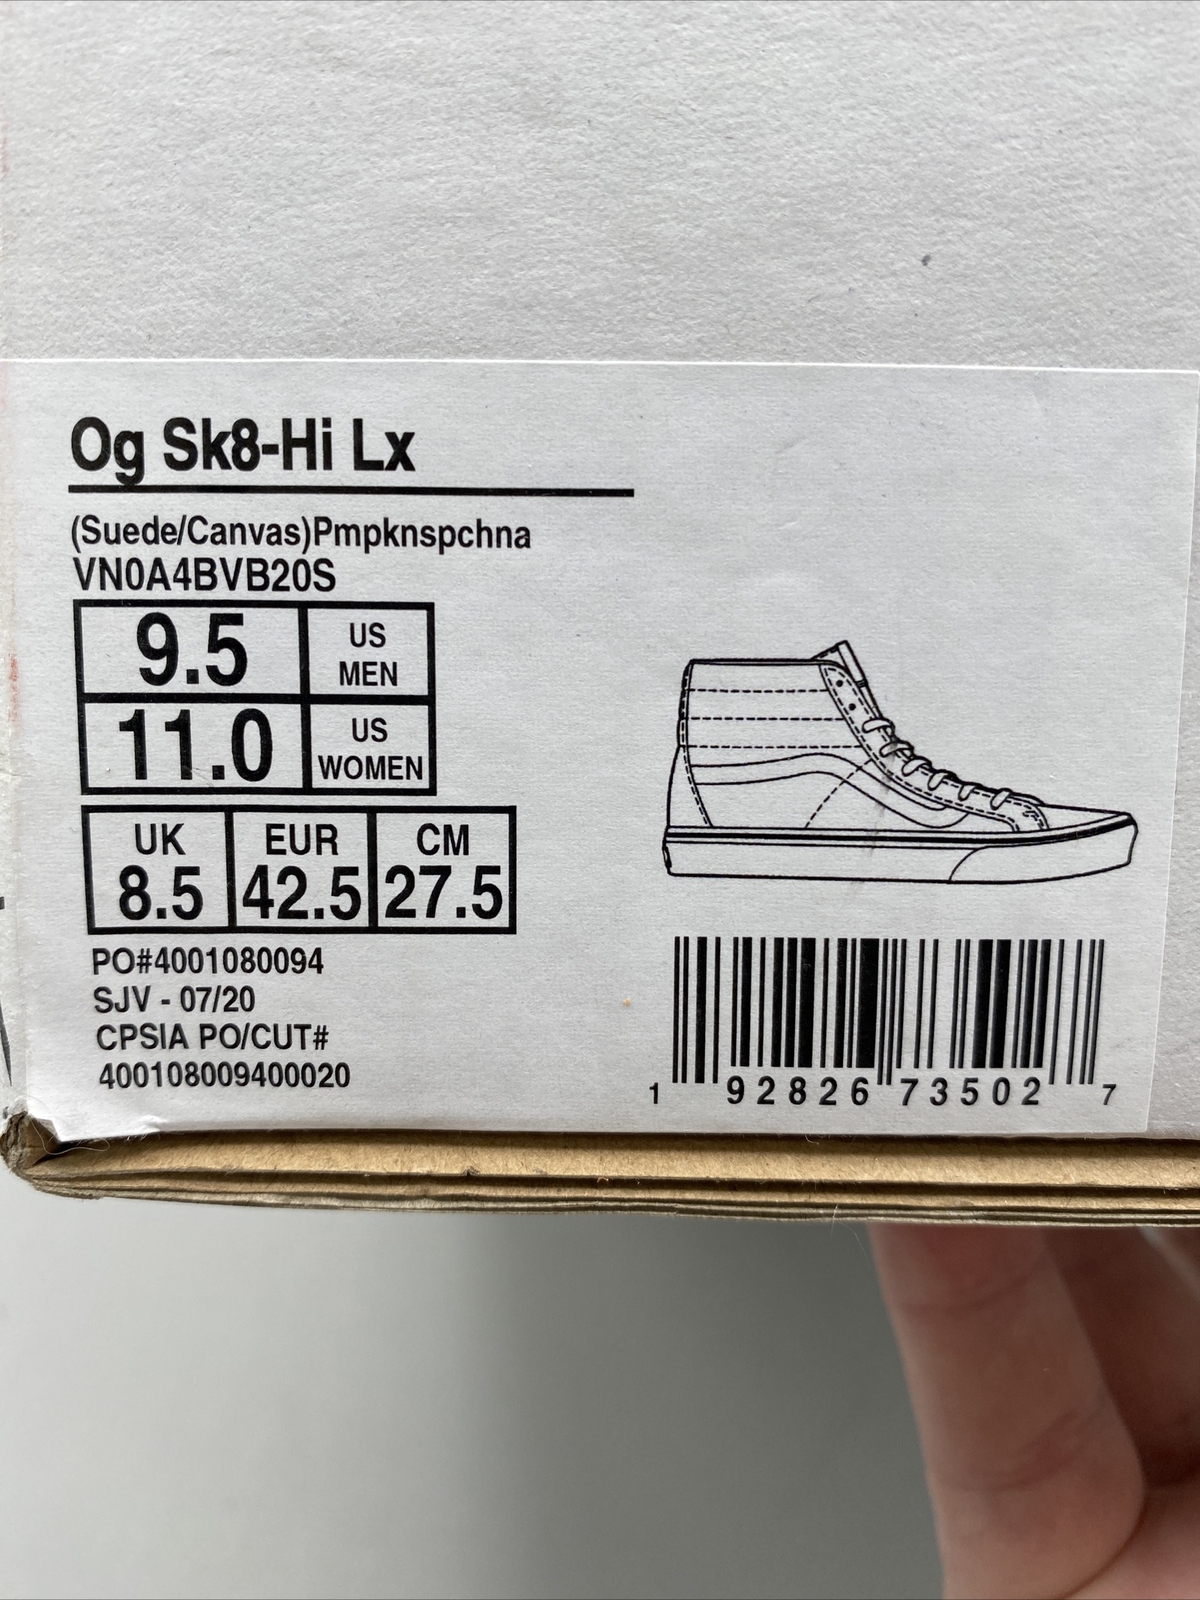 Og Sk8-Hi Lx
(Suede/Canvas)Pmpknspchna
VN0A4BVB20S
9.5 US MEN
11.0 US WOMEN
UK EUR CM
8.5 42.5 27.5
PO#4001080094
SJV - 07/20
CPSIA PO/CUT#
400108009400020
1 92826 73502 7